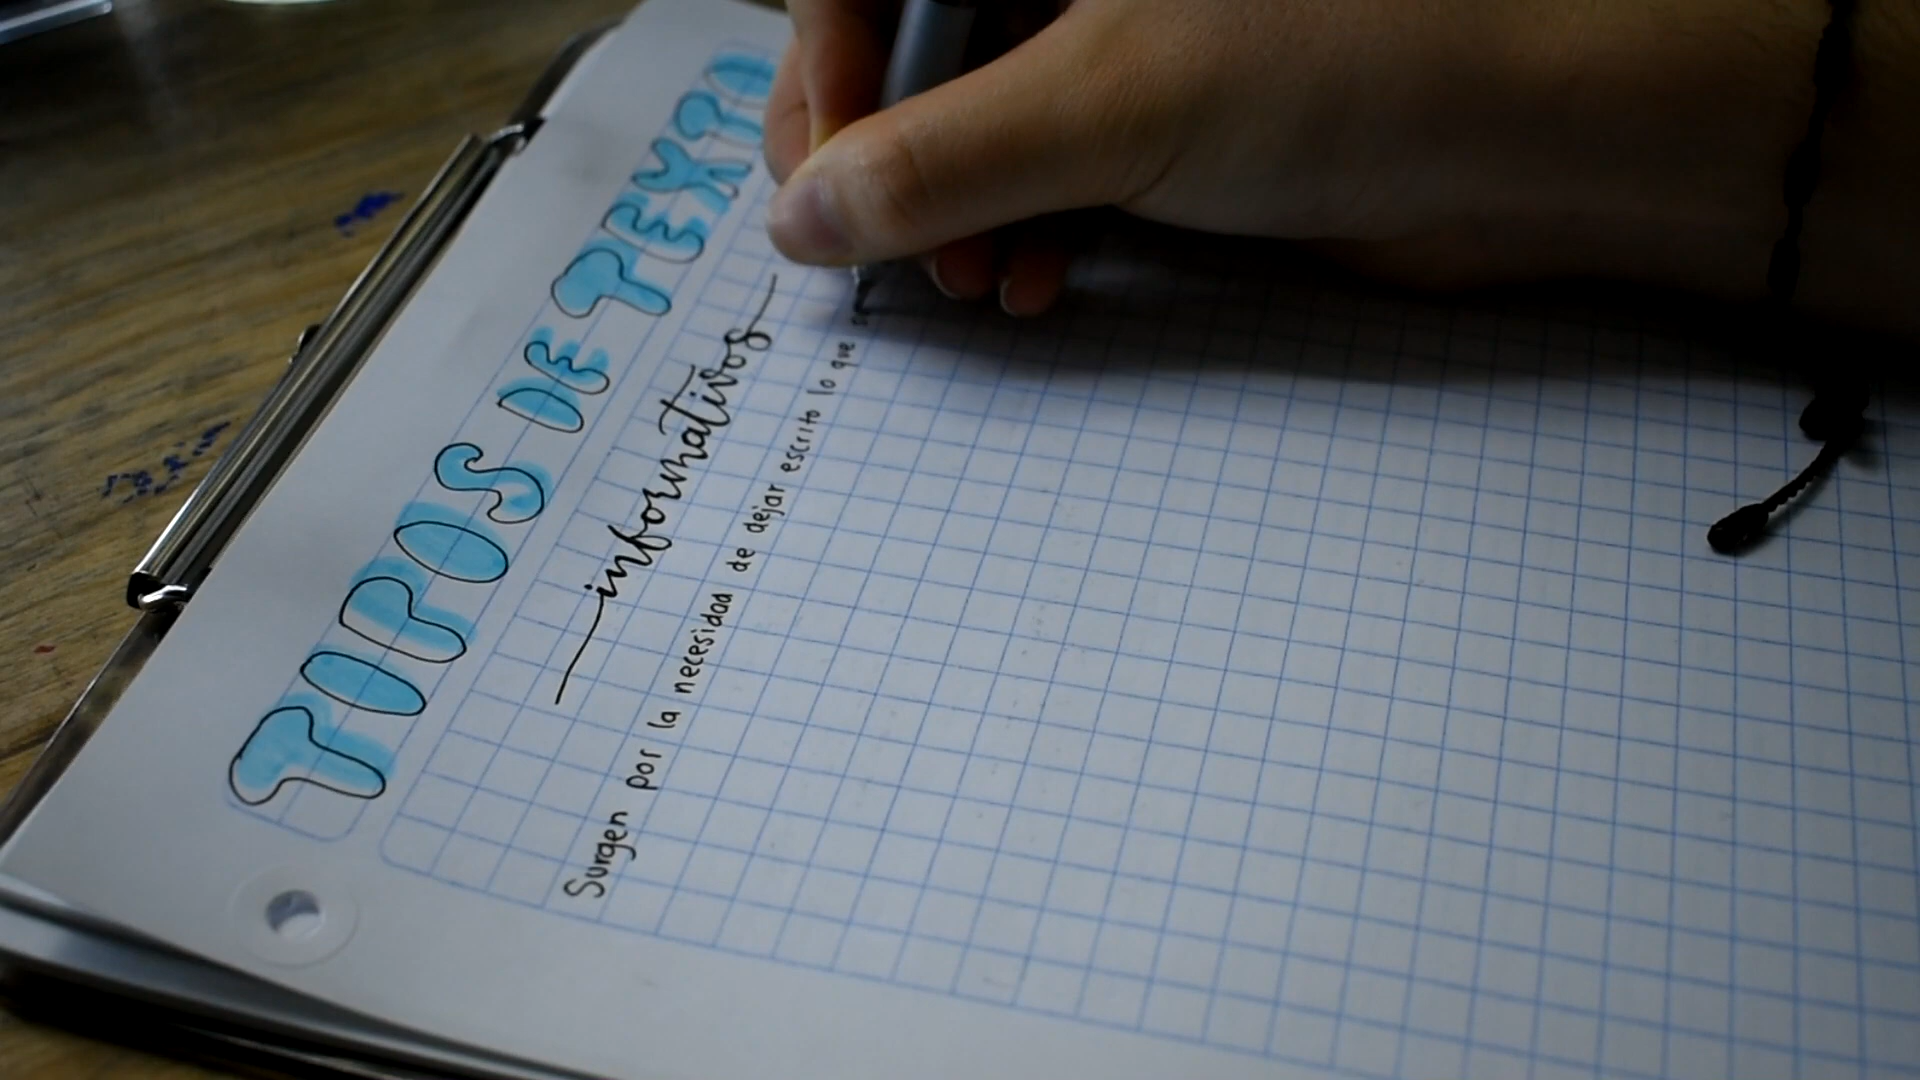 TIPOS DE TEXTO
informativos
Surgen por la necesidad de dejar escrito lo que